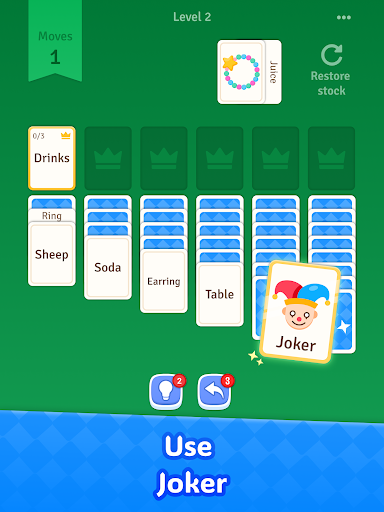 Level 2
Moves
1
Juice
Restore
stock
0/3
Drinks
Ring
Sheep
Soda
Earring
Table
Joker
2
3
Use
Joker